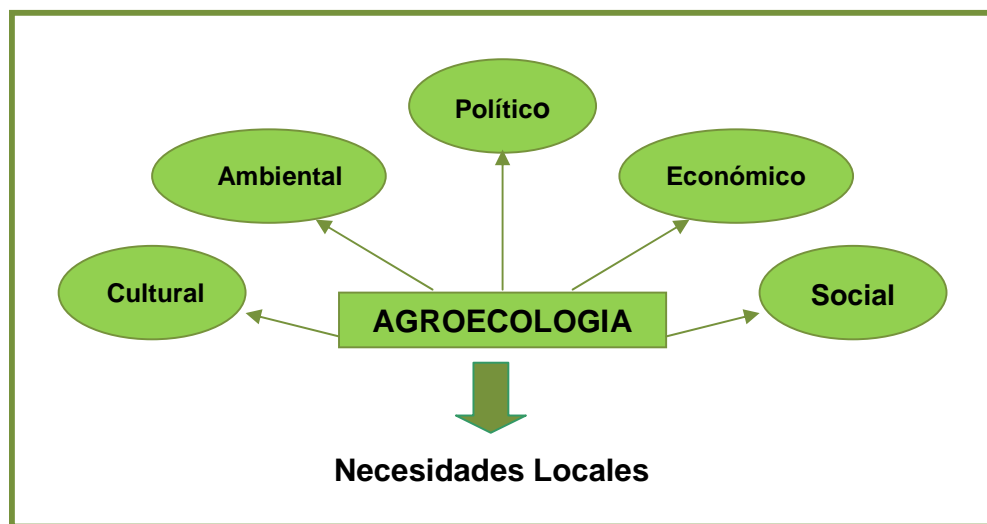 Político
Ambiental
Económico
Cultural
Social
AGROECOLOGIA
Necesidades Locales